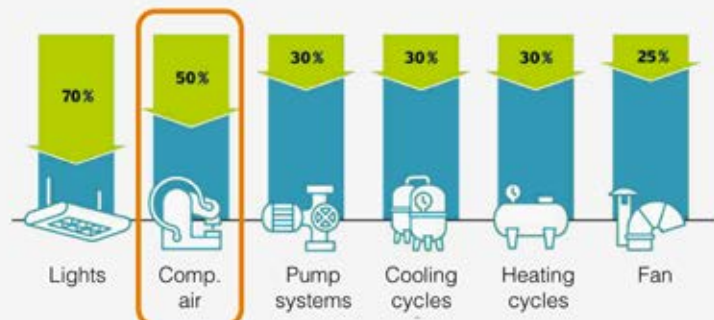 70%
50%
30%
30%
30%
25%
Lights
Comp.
air
Pump
systems
Cooling
cycles
Heating
cycles
Fan